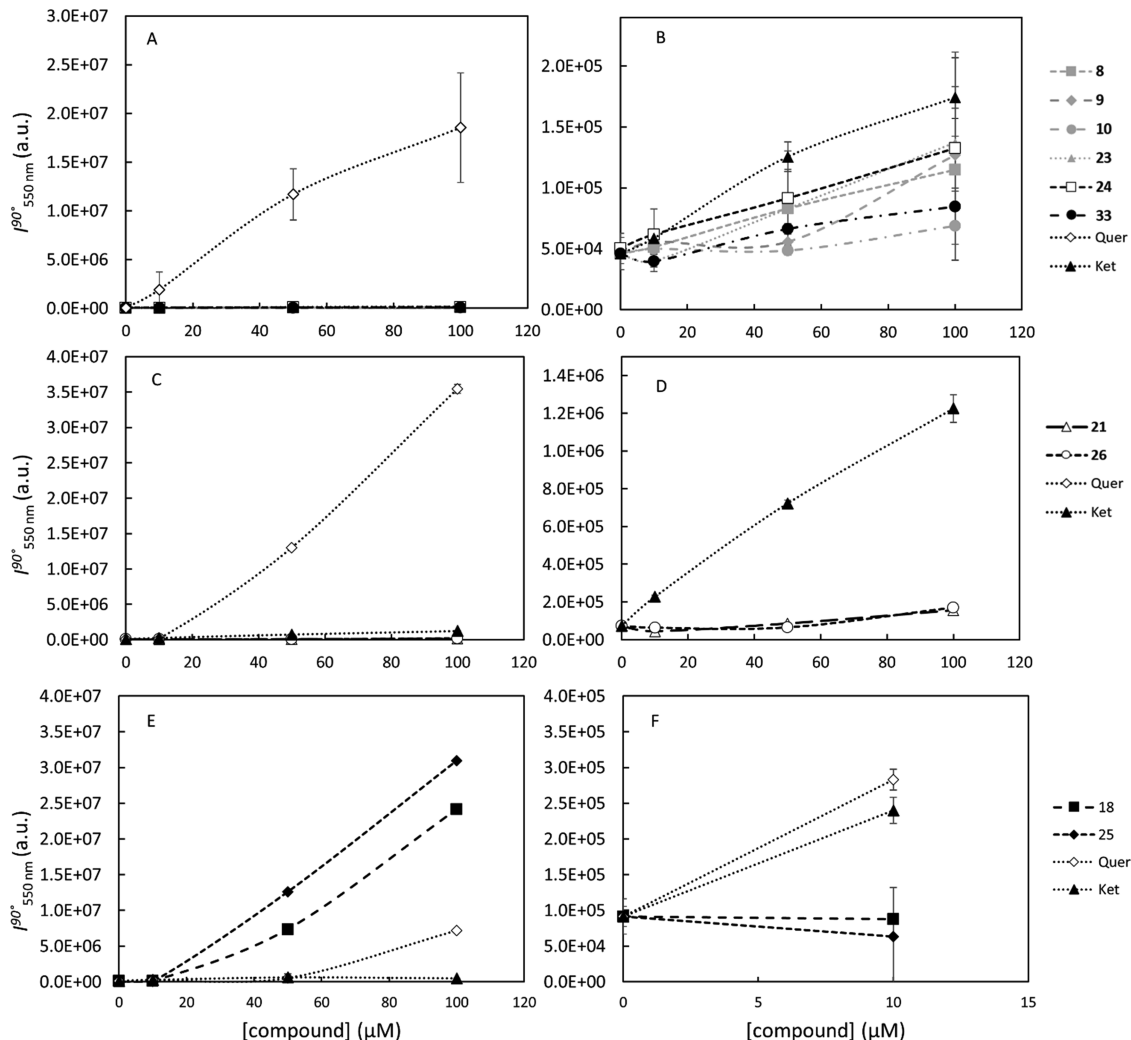 A
3.0E+07
2.5E+07
2.0E+07
1.5E+07
1.0E+07
5.0E+06
0.0E+00
0 20 40 60 80 100 120
I90°550 nm (a.u.)
B
2.0E+05
1.5E+05
1.0E+05
5.0E+04
0.0E+00
0 20 40 60 80 100 120
8
9
10
23
24
33
Quer
Ket
C
4.0E+07
3.5E+07
3.0E+07
2.5E+07
2.0E+07
1.5E+07
1.0E+07
5.0E+06
0.0E+00
0 20 40 60 80 100 120
I90°550 nm (a.u.)
D
1.4E+06
1.2E+06
1.0E+06
8.0E+05
6.0E+05
4.0E+05
2.0E+05
0.0E+00
0 20 40 60 80 100 120
21
26
Quer
Ket
E
4.0E+07
3.5E+07
3.0E+07
2.5E+07
2.0E+07
1.5E+07
1.0E+07
5.0E+06
0.0E+00
0 20 40 60 80 100 120
I90°550 nm (a.u.)
[compound] (µM)
F
4.0E+05
3.5E+05
3.0E+05
2.5E+05
2.0E+05
1.5E+05
1.0E+05
5.0E+04
0.0E+00
0 5 10 15
[compound] (µM)
18
25
Quer
Ket